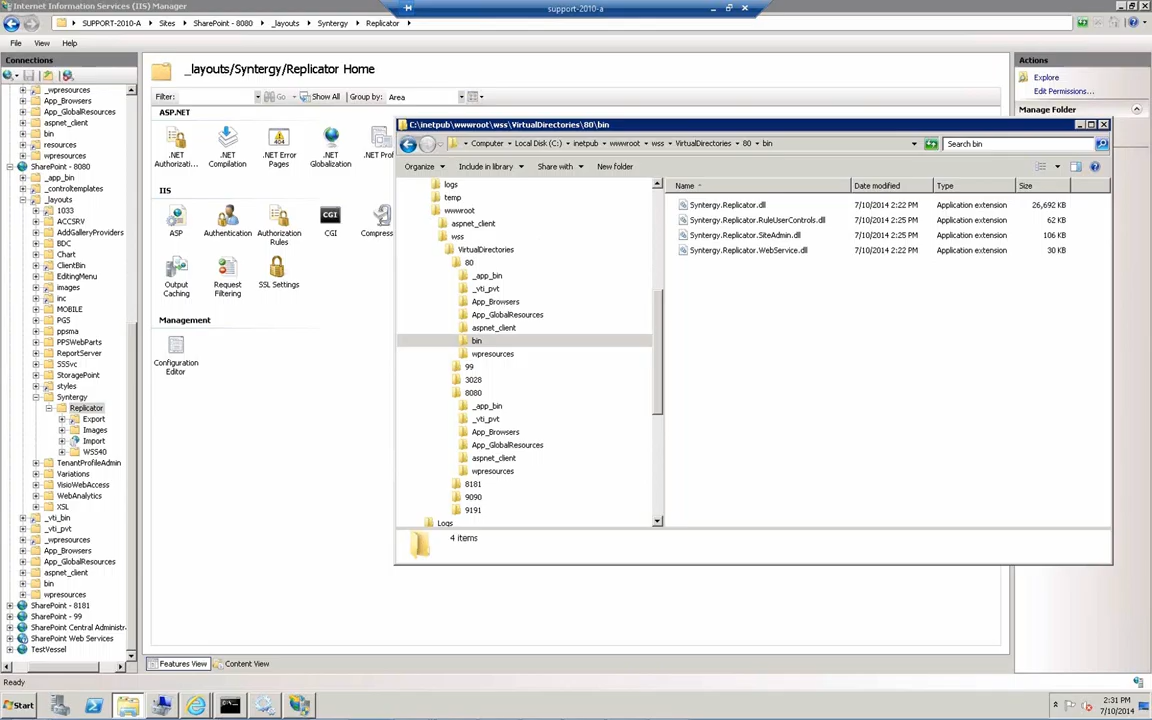 Internet Information Services (IIS) Manager
support-2010-a
SUPPORT-2010-A
Sites
SharePoint - 8080
_layouts
Syntergy
Replicator
File
View
Help
Connections
_wpresources
App_Browsers
App_GlobalResources
aspnet_client
bin
resources
wpresources
SharePoint - 8080
_app_bin
_controltemplates
_layouts
1033
ACCSRV
AddGalleryProviders
BDC
Chart
ClientBin
EditingMenu
images
inc
MOBILE
PGS
ppsma
PPSWebParts
ReportServer
SSSvc
StoragePoint
styles
Syntergy
Replicator
Export
Images
Import
WSS40
TenantProfileAdmin
Variations
VisioWebAccess
WebAnalytics
XSL
_vti_bin
_vti_pvt
_wpresources
App_Browsers
App_GlobalResources
aspnet_client
bin
wpresources
SharePoint - 8181
SharePoint - 99
SharePoint Central Administr
SharePoint Web Services
TestVessel
_layouts/Syntergy/Replicator Home
Filter:
Go
Show All
Group by:
Area
ASP.NET
.NET Authorizati...
.NET Compilation
.NET Error Pages
.NET Globalization
.NET Prof
IIS
ASP
Authentication
Authorization Rules
CGI
Compress
Output Caching
Request Filtering
SSL Settings
Management
Configuration Editor
Features View
Content View
Actions
Explore
Edit Permissions...
Manage Folder
C:\inetpub\wwwroot\wss\VirtualDirectories\80\bin
Computer
Local Disk (C:)
inetpub
wwwroot
wss
VirtualDirectories
80
bin
Search bin
Organize
Include in library
Share with
New folder
logs
temp
wwwroot
aspnet_client
wss
VirtualDirectories
80
_app_bin
_vti_pvt
App_Browsers
App_GlobalResources
aspnet_client
bin
wpresources
99
3028
8080
_app_bin
_vti_pvt
App_Browsers
App_GlobalResources
aspnet_client
wpresources
8181
9090
9191
Logs
Name
Date modified
Type
Size
Syntergy.Replicator.dll 7/10/2014 2:22 PM Application extension 26,692 KB
Syntergy.Replicator.RuleUserControls.dll 7/10/2014 2:25 PM Application extension 62 KB
Syntergy.Replicator.SiteAdmin.dll 7/10/2014 2:25 PM Application extension 106 KB
Syntergy.Replicator.WebService.dll 7/10/2014 2:22 PM Application extension 30 KB
4 items
Ready
Start
2:31 PM
7/10/2014